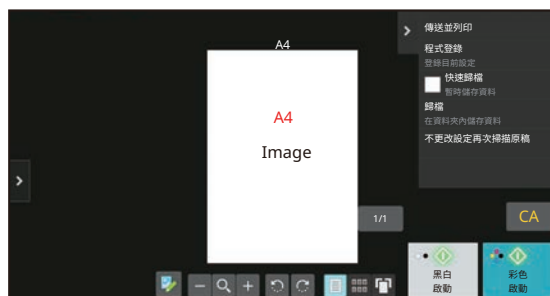 A4
A4
Image
1/1
傳送並列印
程式登錄
登錄目前設定
快速歸檔
暫時儲存資料
歸檔
在資料夾內儲存資料
不更改設定再次掃描原稿
CA
黑白
啟動
彩色
啟動